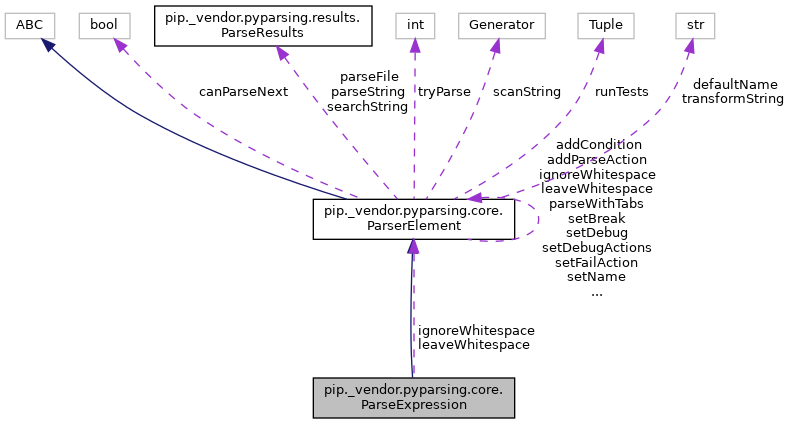 ABC
bool
pip._vendor.pyparsing.results.
ParseResults
int
Generator
Tuple
str
canParseNext
parseFile
parseString
searchString
tryParse
scanString
runTests
defaultName
transformString
addCondition
addParseAction
ignoreWhitespace
leaveWhitespace
parseWithTabs
setBreak
setDebug
setDebugActions
setFailAction
setName
...
pip._vendor.pyparsing.core.
ParserElement
ignoreWhitespace
leaveWhitespace
pip._vendor.pyparsing.core.
ParseExpression